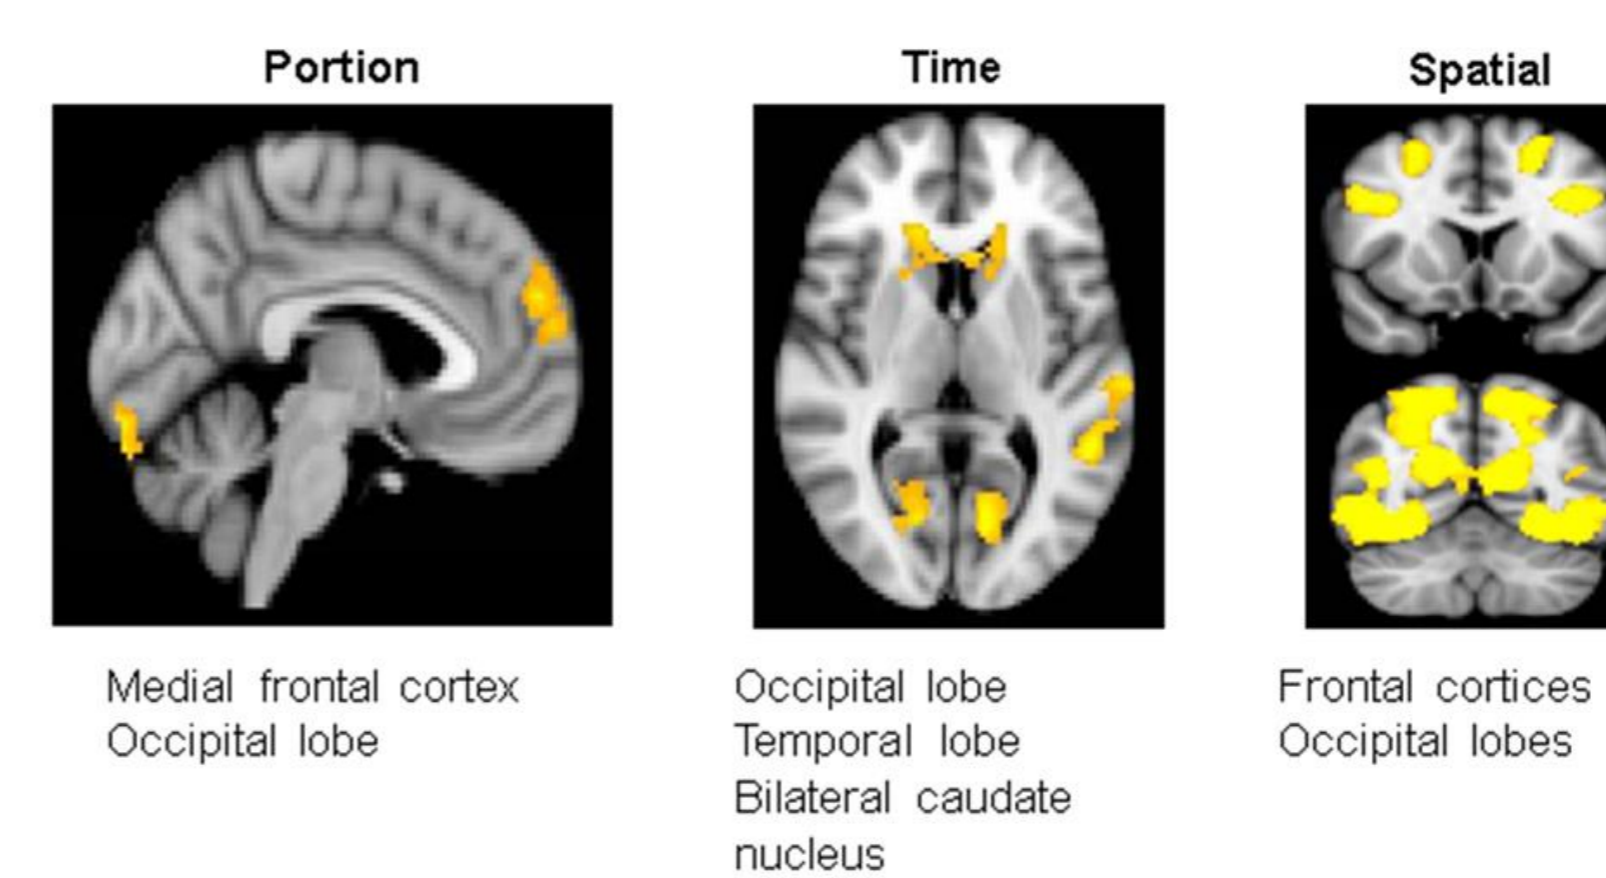 Portion
Medial frontal cortex
Occipital lobe
Time
Occipital lobe
Temporal lobe
Bilateral caudate
nucleus
Spatial
Frontal cortices
Occipital lobes